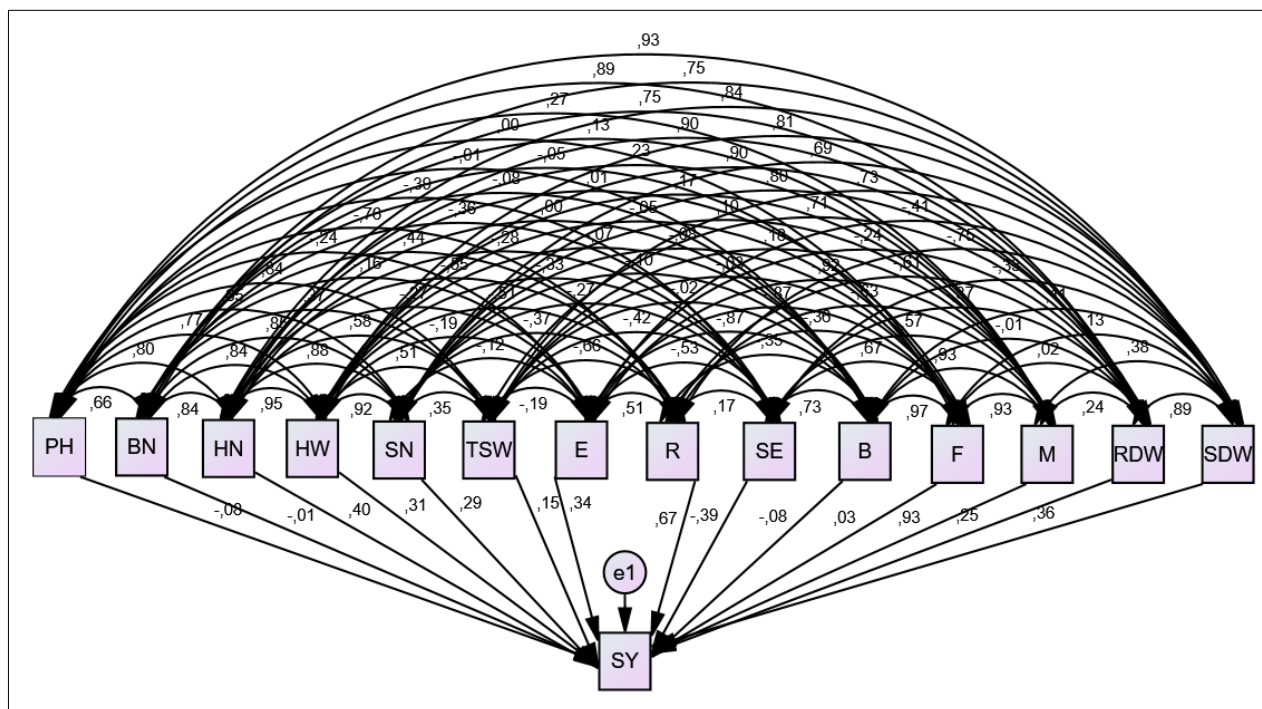 ,93
,89 ,75
,27 ,75 ,84
,00 ,13 ,90 ,81
-,01 -,05 ,23 ,90 ,69
-,39 -,08 ,01 ,17 ,80 ,73
-,70 -,36 ,00 -,05 ,10 ,71 -,41
,24 ,44 ,28 ,07 ,18 -,24 -,75
,84 ,16 ,33 -,10
-,27 -,02
,77 ,58 -,19 -,37 -,42 -,87 -,36 ,57 -,01 ,13
,80 ,84 ,88 ,51 -,12 -,66 -,53 ,35 ,67 ,93 ,02 ,38
,66 ,84 ,95 ,92 ,35 -,19 ,51 ,17 ,73 ,97 ,93 ,24 ,89
PH BN HN HW SN TSW E R SE B F M RDW SDW
-,08 -,01 ,40 ,31 ,29 ,15 ,34 ,67 -,39 -,08 ,03 ,93 ,25 ,36
e1
SY